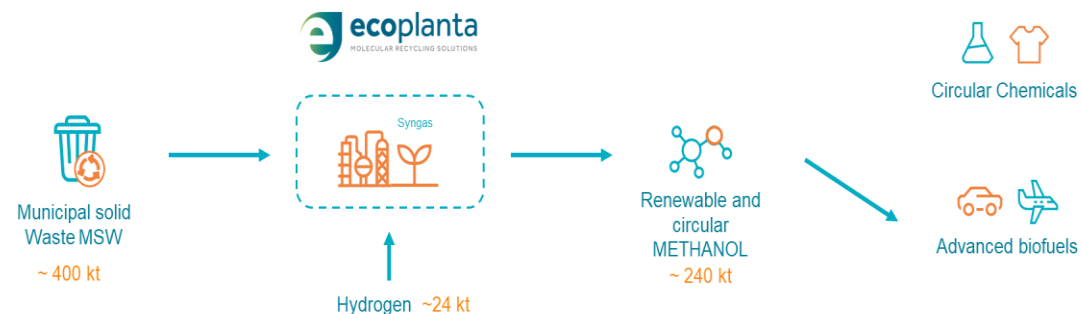 ecoplanta
MOLECULAR RECYCLING SOLUTIONS
Circular Chemicals
Syngas
Municipal solid
Waste MSW
~ 400 kt
Renewable and
circular
METHANOL
~ 240 kt
Advanced biofuels
Hydrogen ~24 kt